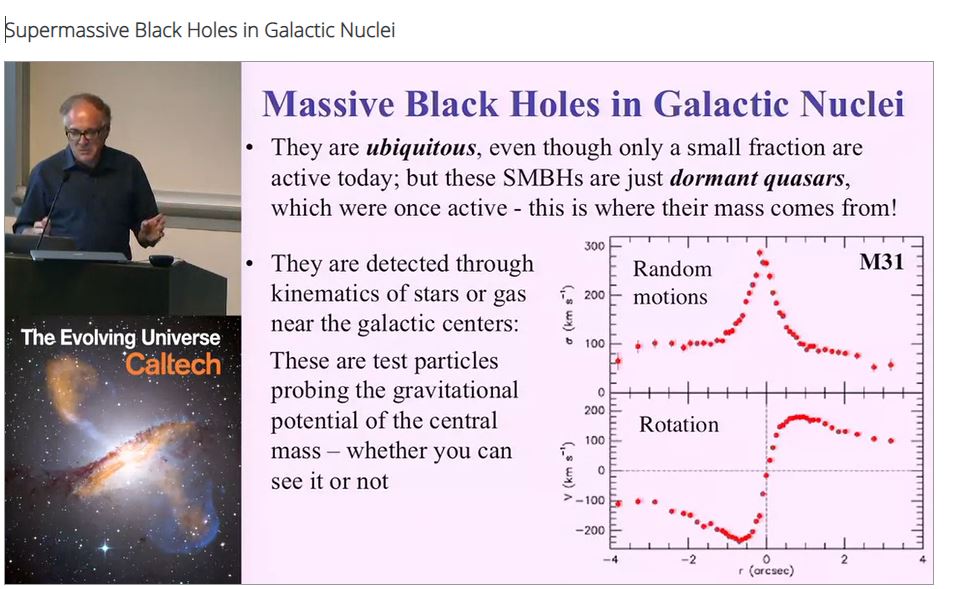 Supermassive Black Holes in Galactic Nuclei
Massive Black Holes in Galactic Nuclei
• They are ubiquitous, even though only a small fraction are
active today; but these SMBHs are just dormant quasars,
which were once active - this is where their mass comes from!
• They are detected through
kinematics of stars or gas
near the galactic centers:
These are test particles
probing the gravitational
potential of the central
mass – whether you can
see it or not
Random
motions
M31
σ (km s⁻¹)
300
200
100
0
Rotation
V (km s⁻¹)
200
100
0
−100
−200
−4 −2 0 2 4
r (arcsec)
The Evolving Universe
Caltech